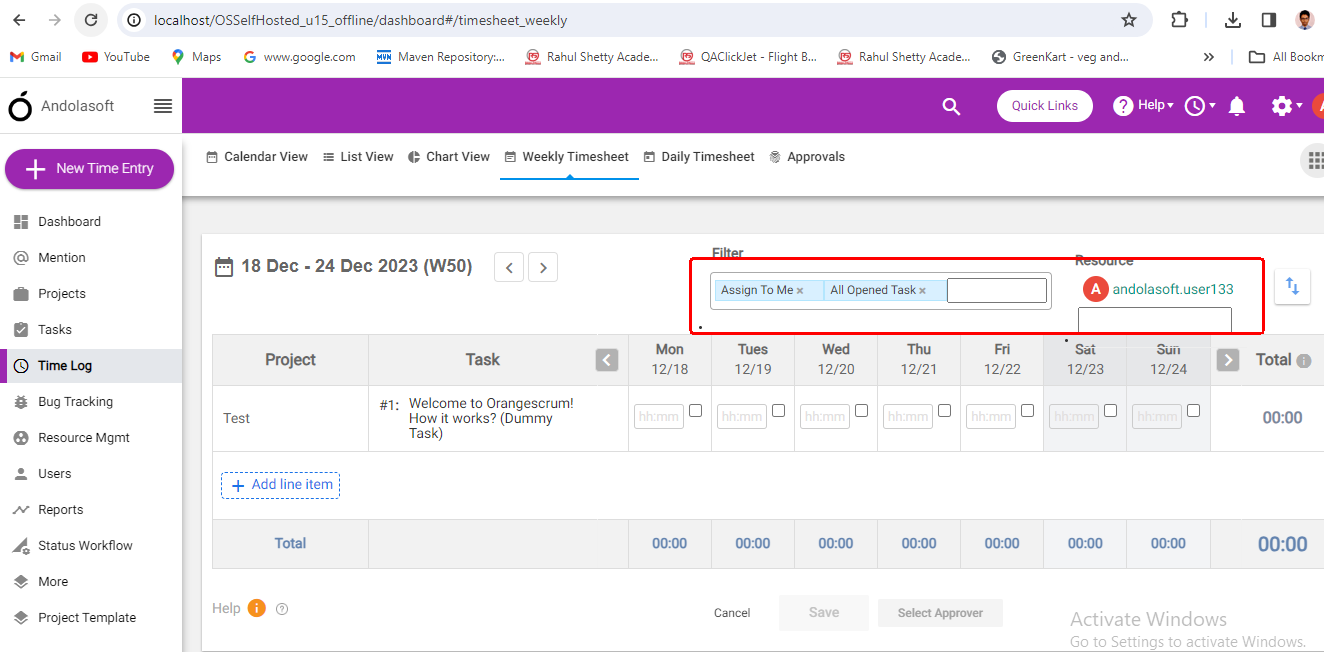 localhost/OSSelfHosted_u15_offline/dashboard#/timesheet_weekly
Gmail YouTube Maps www.google.com Maven Repository:... Rahul Shetty Acade... QAClickJet - Flight B... Rahul Shetty Acade... GreenKart - veg and... » All Bookm
Andolasoft
Quick Links Help
New Time Entry
Calendar View List View Chart View Weekly Timesheet Daily Timesheet Approvals
Dashboard
Mention
Projects
Tasks
Time Log
Bug Tracking
Resource Mgmt
Users
Reports
Status Workflow
More
Project Template
18 Dec - 24 Dec 2023 (W50)
Filter
Assign To Me × All Opened Task ×
Resource
A andolasoft.user133
Project Task Mon Tues Wed Thu Fri Sat Sun Total
12/18 12/19 12/20 12/21 12/22 12/23 12/24
Test #1: Welcome to Orangescrum! How it works? (Dummy Task) hh:mm hh:mm hh:mm hh:mm hh:mm hh:mm hh:mm 00:00
+ Add line item
Total 00:00 00:00 00:00 00:00 00:00 00:00 00:00 00:00
Help Cancel Save Select Approver
Activate Windows
Go to Settings to activate Windows.